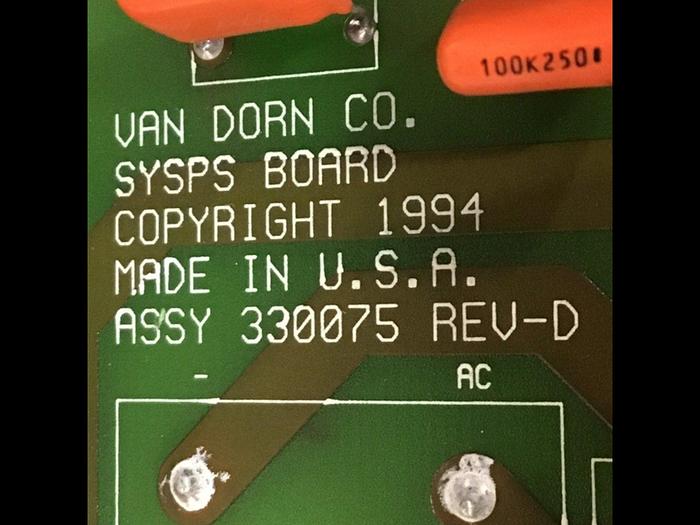 100K250
VAN DORN CO.
SYSPS BOARD
COPYRIGHT 1994
MADE IN U.S.A.
ASSY 330075 REV-D
- AC